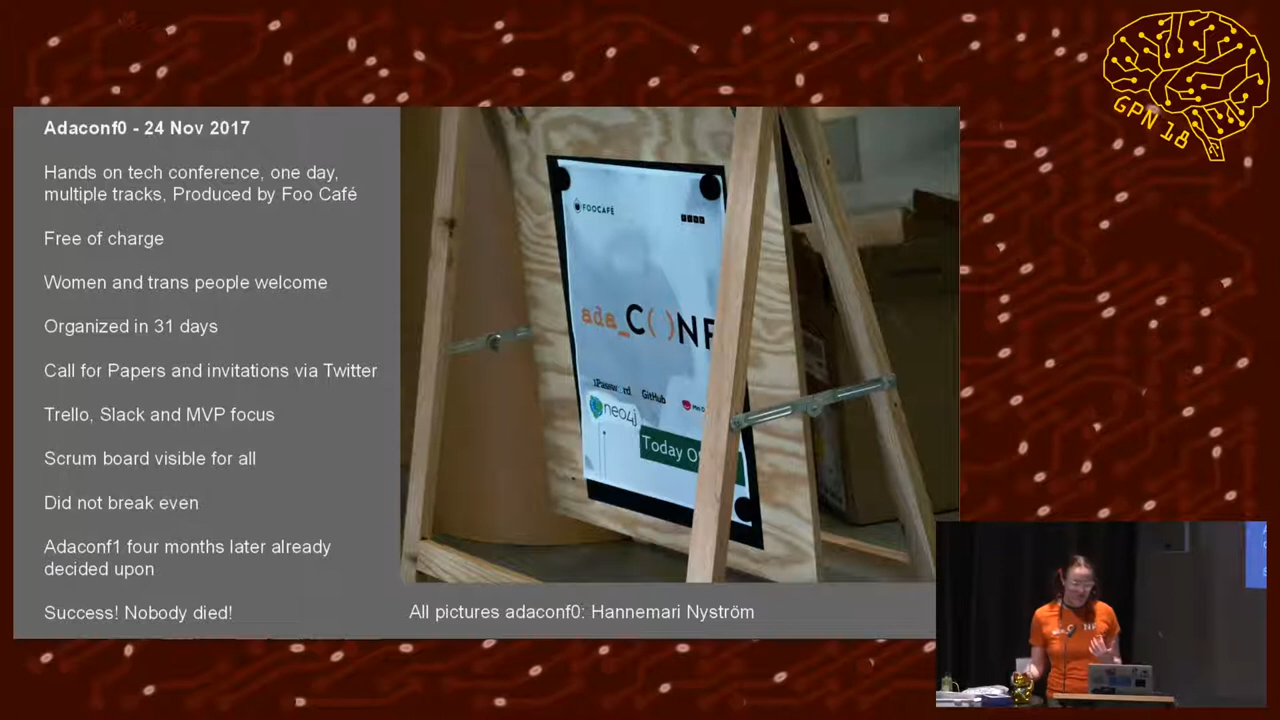 Adaconf0 - 24 Nov 2017
Hands on tech conference, one day,
multiple tracks, Produced by Foo Café
Free of charge
Women and trans people welcome
Organized in 31 days
Call for Papers and invitations via Twitter
Trello, Slack and MVP focus
Scrum board visible for all
Did not break even
Adaconf1 four months later already
decided upon
Success! Nobody died!
FOOCAFÉ
ada_C( )NF
GitHub
neo4j
Today
All pictures adaconf0: Hannemari Nyström
GPN 18